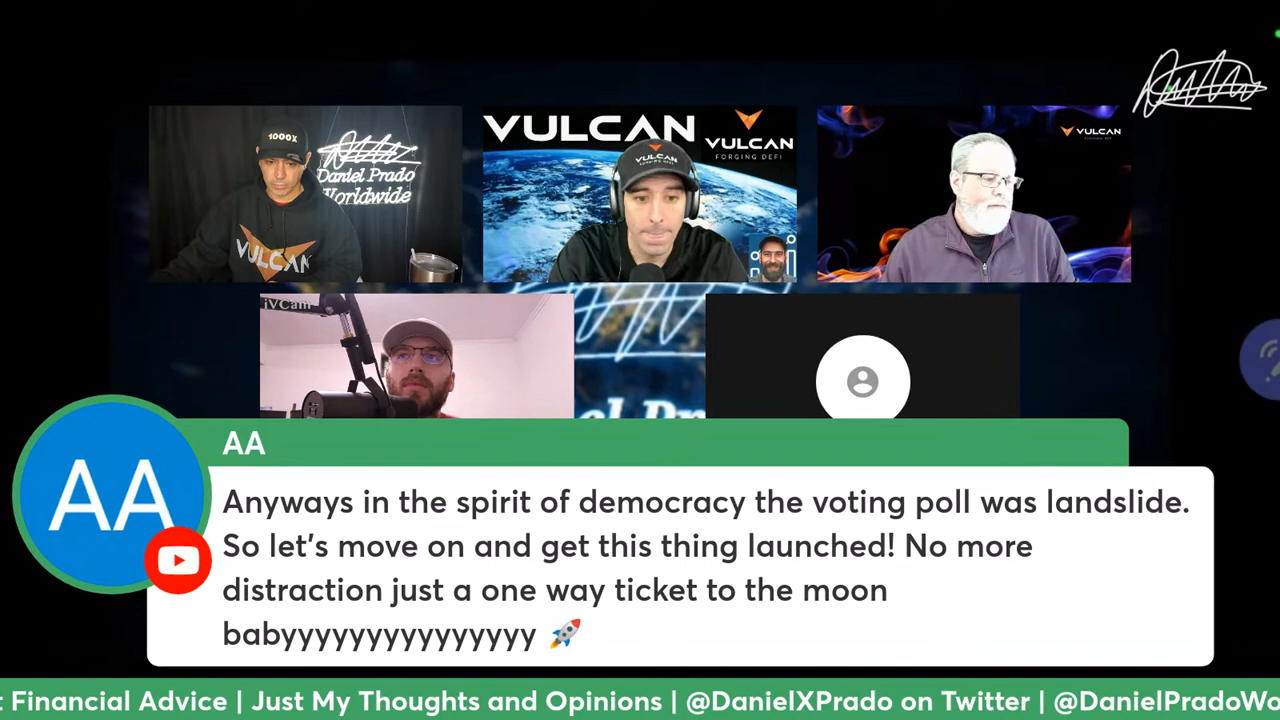 1000X
Daniel Prado
Worldwide
VULCAN
VULCAN
VULCAN
FORGING DEFI
VULCAN
VULCAN
iVCam
AA
AA
Anyways in the spirit of democracy the voting poll was landslide.
So let's move on and get this thing launched! No more
distraction just a one way ticket to the moon
babyyyyyyyyyyyyyyy 🚀
t Financial Advice | Just My Thoughts and Opinions | @DanielXPrado on Twitter | @DanielPradoWo